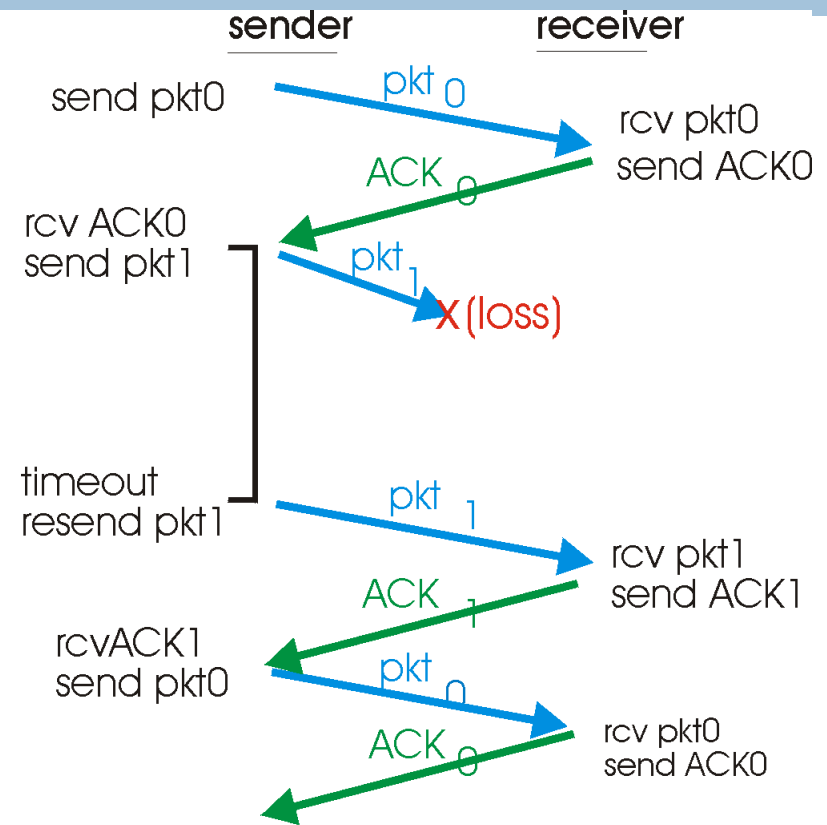 sender
receiver
send pkt0
pkt 0
rcv pkt0
send ACK0
ACK 0
rcv ACK0
send pkt1
pkt 1
X (loss)
timeout
resend pkt1
pkt 1
rcv pkt1
send ACK1
ACK 1
rcvACK1
send pkt0
pkt 0
rcv pkt0
send ACK0
ACK 0